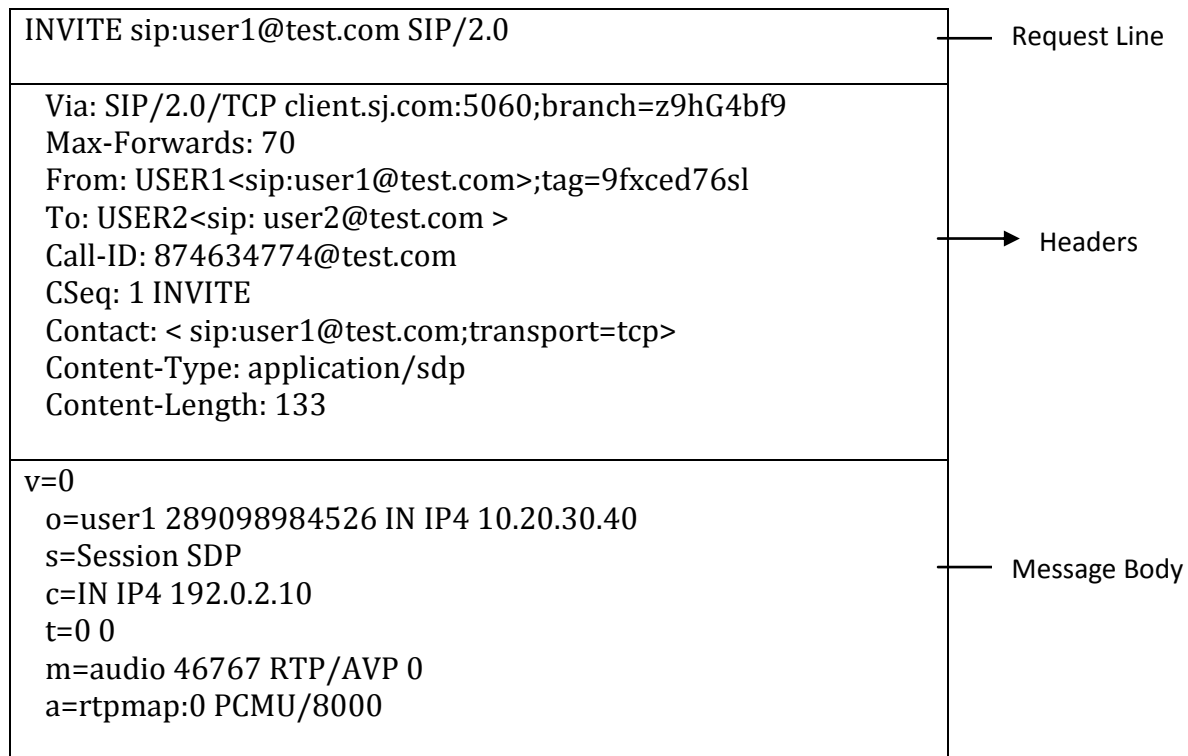 INVITE sip:user1@test.com SIP/2.0
Request Line
Via: SIP/2.0/TCP client.sj.com:5060;branch=z9hG4bf9
Max-Forwards: 70
From: USER1<sip:user1@test.com>;tag=9fxced76sl
To: USER2<sip: user2@test.com >
Call-ID: 874634774@test.com
CSeq: 1 INVITE
Contact: < sip:user1@test.com;transport=tcp>
Content-Type: application/sdp
Content-Length: 133
Headers
v=0
o=user1 289098984526 IN IP4 10.20.30.40
s=Session SDP
c=IN IP4 192.0.2.10
t=0 0
m=audio 46767 RTP/AVP 0
a=rtpmap:0 PCMU/8000
Message Body